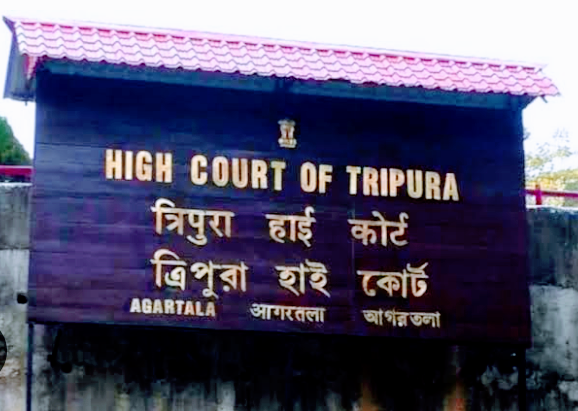 HIGH COURT OF TRIPURA
त्रिपुरा हाई कोर्ट
ত্রিপুরা হাই কোর্ট
AGARTALA आगरतला আগরতলা